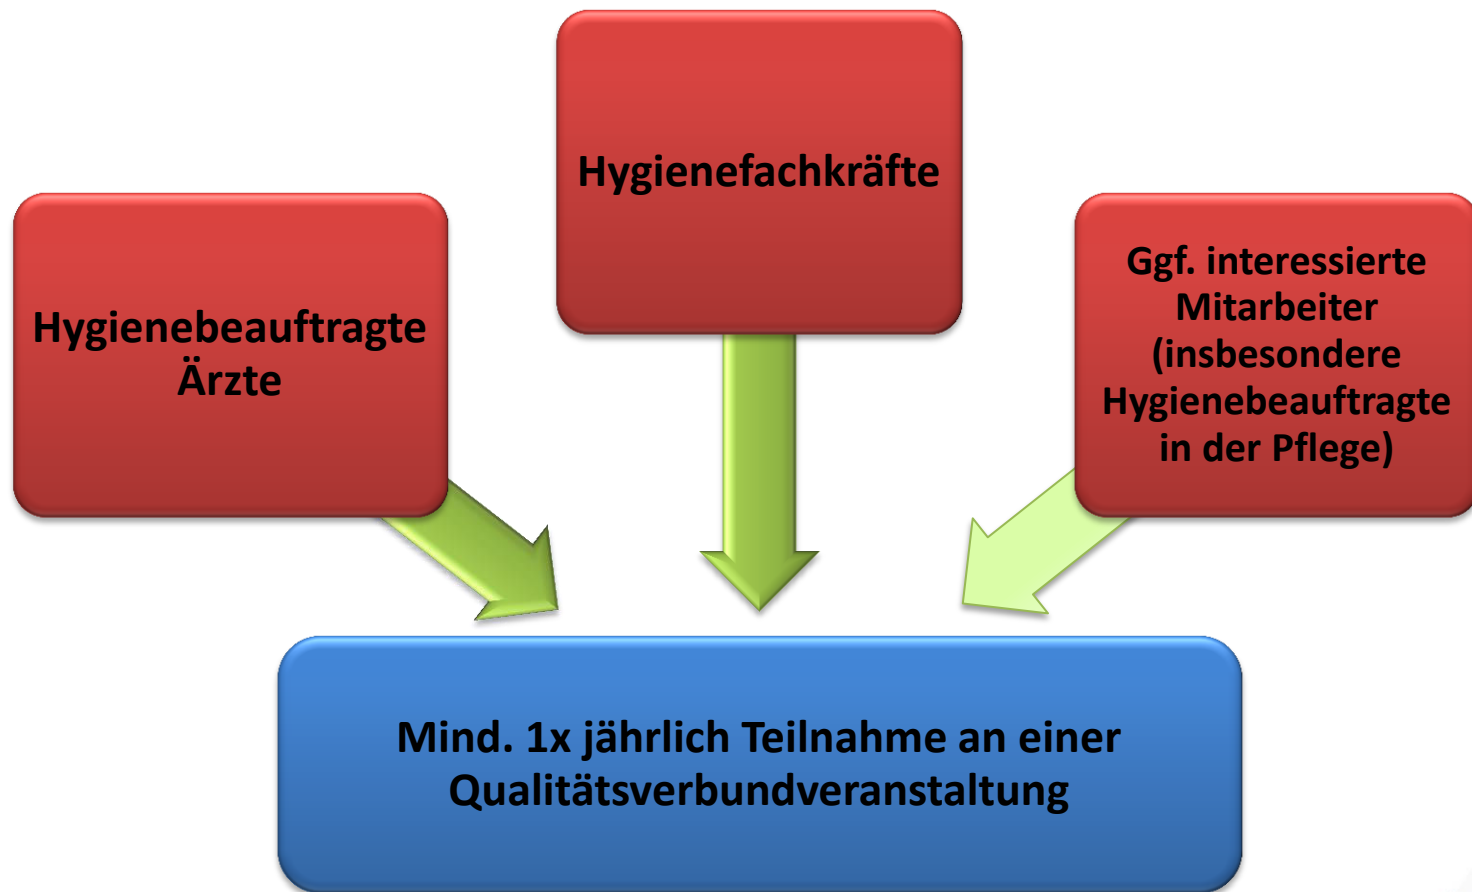 Hygienefachkräfte
Hygienebeauftragte
Ärzte
Ggf. interessierte
Mitarbeiter
(insbesondere
Hygienebeauftragte
in der Pflege)
Mind. 1x jährlich Teilnahme an einer
Qualitätsverbundveranstaltung